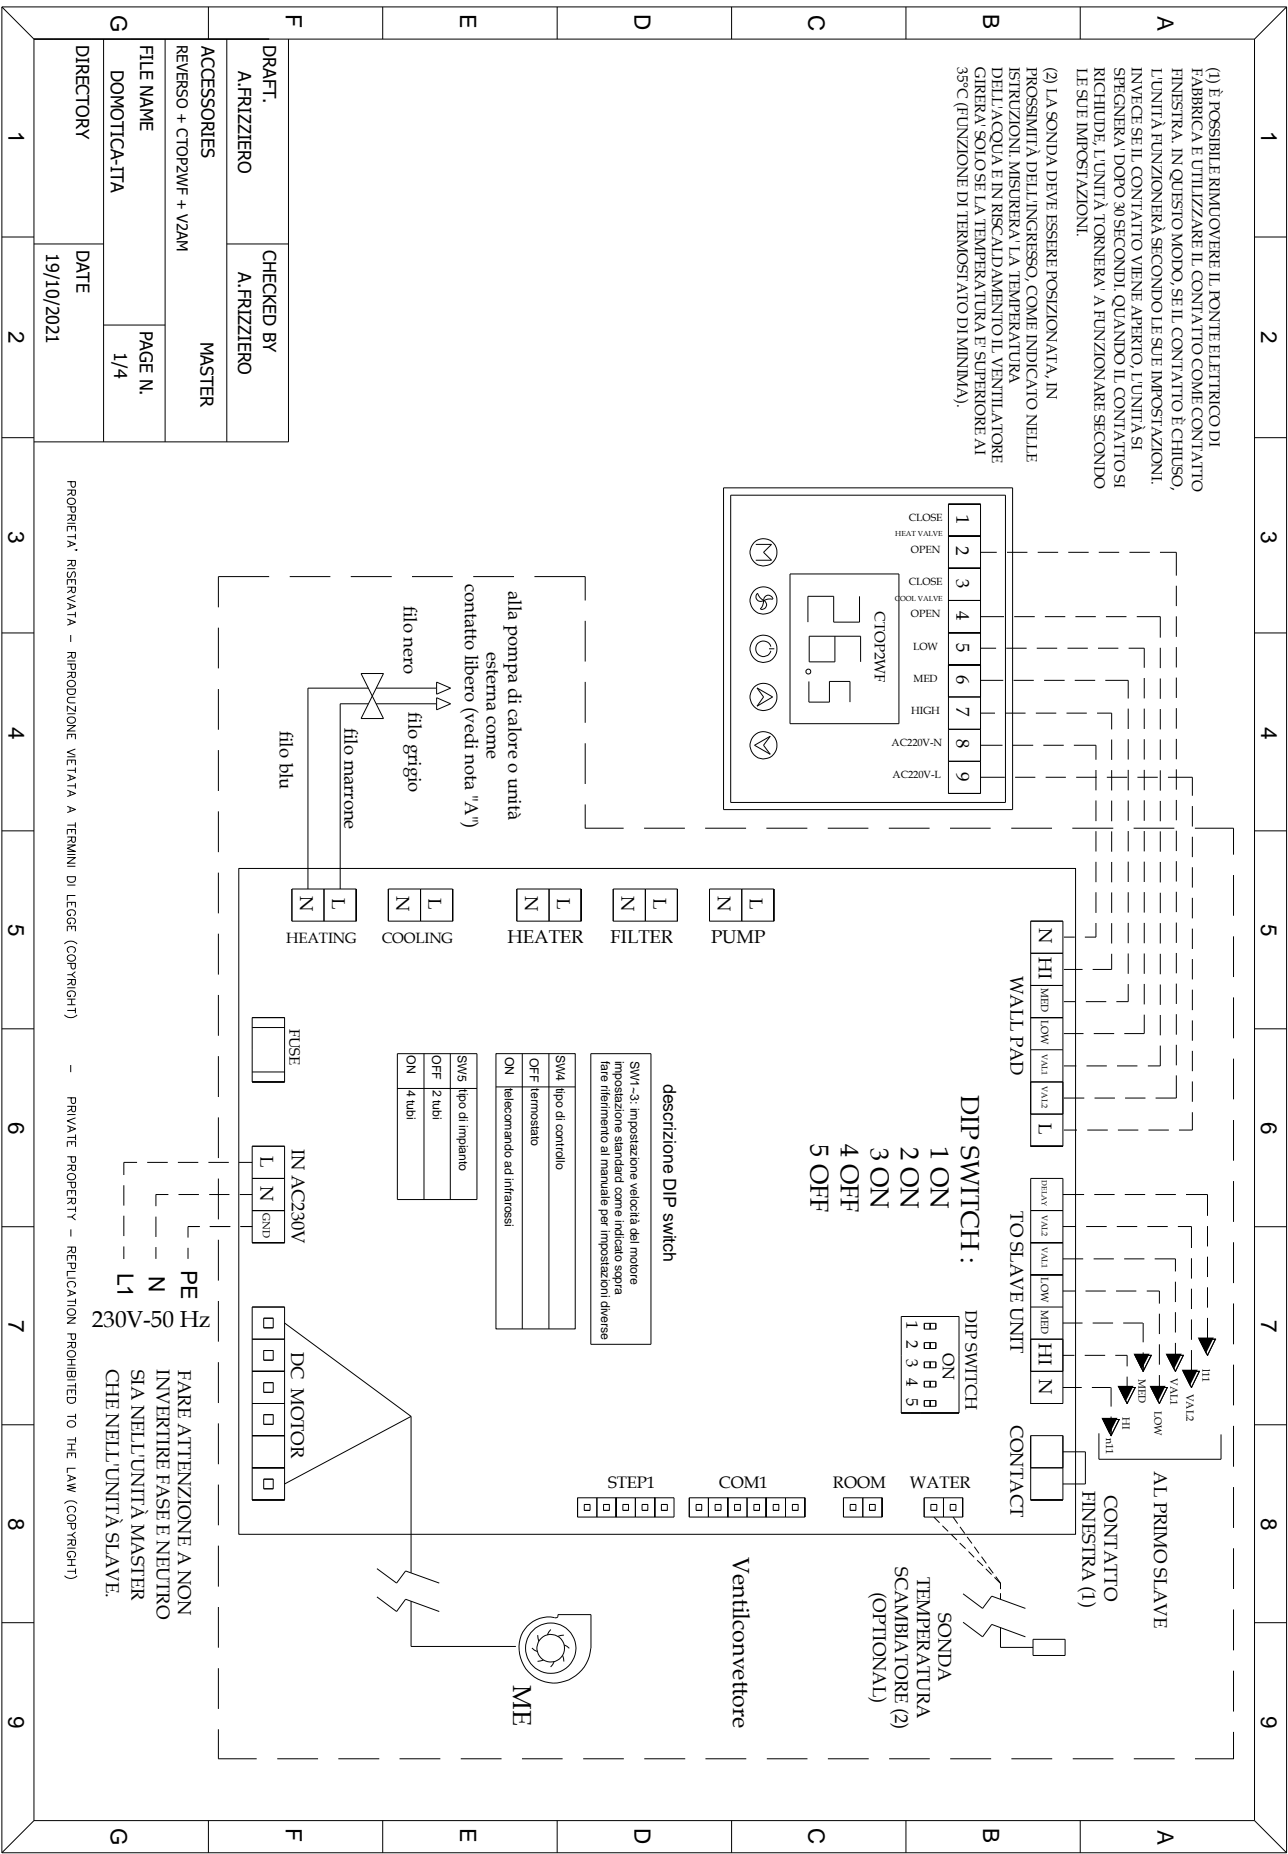 1
2
3
4
5
6
7
8
9
A
B
C
D
E
F
G
(1) È POSSIBILE RIMUOVERE IL PONTE ELETTRICO DI
FABBRICA E UTILIZZARE IL CONTATTO COME CONTATTO
FINESTRA. IN QUESTO MODO, SE IL CONTATTO È CHIUSO,
L'UNITÀ FUNZIONERÀ SECONDO LE SUE IMPOSTAZIONI.
INVECE SE IL CONTATTO VIENE APERTO, L'UNITÀ SI
SPEGNERA' DOPO 30 SECONDI. QUANDO IL CONTATTO SI
RICHIUDE, L'UNITÀ TORNERA' A FUNZIONARE SECONDO
LE SUE IMPOSTAZIONI.
(2) LA SONDA DEVE ESSERE POSIZIONATA, IN
PROSSIMITÀ DELL'INGRESSO, COME INDICATO NELLE
ISTRUZIONI. MISURERA' LA TEMPERATURA
DELL'ACQUA E IN RISCALDAMENTO IL VENTILATORE
GIRERA' SOLO SE LA TEMPERATURA E' SUPERIORE AI
35°C (FUNZIONE DI TERMOSTATO DI MINIMA).
1 2 3 4 5 6 7 8 9
CLOSE
HEAT VALVE
OPEN
CLOSE
COOL VALVE
OPEN
LOW
MED
HIGH
AC220V-N
AC220V-L
CTOP2WF
26.5
M
N HI MED LOW VAL1 VAL2 L
WALL PAD
DELAY VAL2 VAL1 LOW MED HI N
TO SLAVE UNIT
CONTACT
l11
VAL2
VAL1
LOW
MED
HI
nl1
AL PRIMO SLAVE
CONTATTO
FINESTRA (1)
DIP SWITCH :
1 ON
2 ON
3 ON
4 OFF
5 OFF
DIP SWITCH
ON
1 2 3 4 5
WATER
ROOM
COM1
STEP1
SONDA
TEMPERATURA
SCAMBIATORE (2)
(OPTIONAL)
Ventilconvettore
ME
descrizione DIP switch
SW1~3: impostazione velocità del motore
impostazione standard come indicato sopra
fare riferimento al manuale per impostazioni diverse
SW4 tipo di controllo
OFF termostato
ON telecomando ad infrarossi
SW5 tipo di impianto
OFF 2 tubi
ON 4 tubi
L N
PUMP
L N
FILTER
L N
HEATER
L N
COOLING
L N
HEATING
alla pompa di calore o unità
esterna come
contatto libero (vedi nota "A")
filo nero
filo grigio
filo marrone
filo blu
FUSE
IN AC230V
L N GND
DC MOTOR
PE
N
L1
230V-50 Hz
FARE ATTENZIONE A NON
INVERTIRE FASE E NEUTRO
SIA NELL'UNITÀ MASTER
CHE NELL'UNITÀ SLAVE.
DRAFT.
A.FRIZZIERO
CHECKED BY
A.FRIZZIERO
ACCESSORIES
REVERSO + CTOP2WF + V2AM
MASTER
FILE NAME
DOMOTICA-ITA
PAGE N.
1/4
DIRECTORY
DATE
19/10/2021
PROPRIETA' RISERVATA - RIPRODUZIONE VIETATA A TERMINI DI LEGGE (COPYRIGHT) - PRIVATE PROPERTY - REPLICATION PROHIBITED TO THE LAW (COPYRIGHT)
1
2
3
4
5
6
7
8
9
A
B
C
D
E
F
G